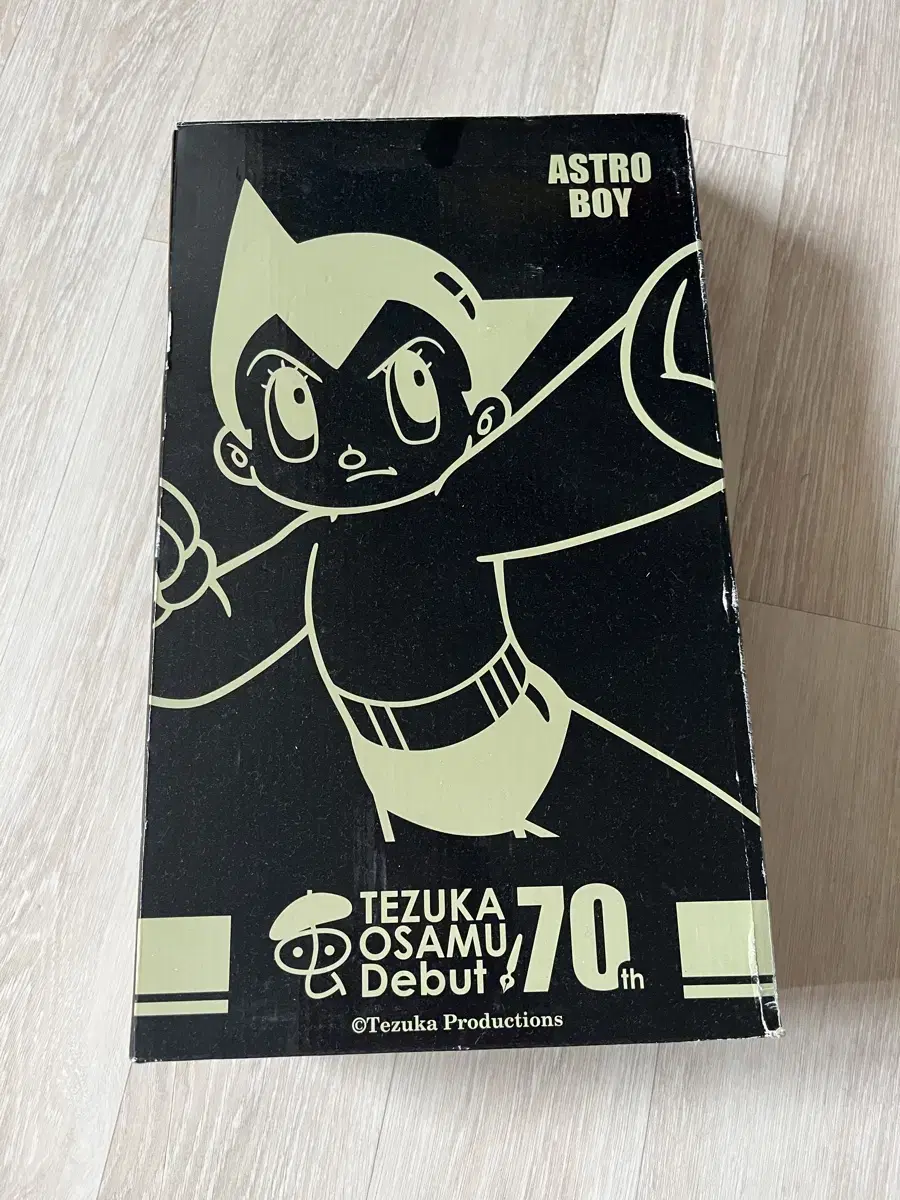 ASTRO
BOY
TEZUKA
OSAMU
Debut 70th
©Tezuka Productions